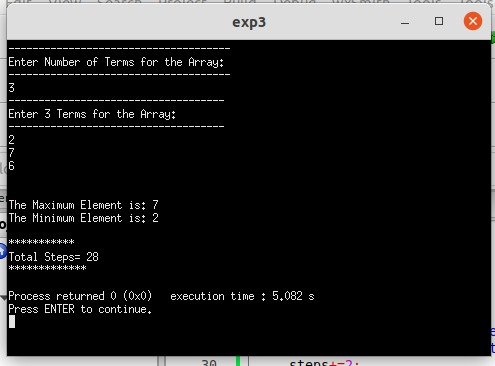 exp3
-------------------------------------
Enter Number of Terms for the Array:
-------------------------------------
3
------------------------------------
Enter 3 Terms for the Array:
------------------------------------
2
7
6
The Maximum Element is: 7
The Minimum Element is: 2
***********
Total Steps= 28
*************
Process returned 0 (0x0)   execution time : 5.082 s
Press ENTER to continue.
30 steps+=2;